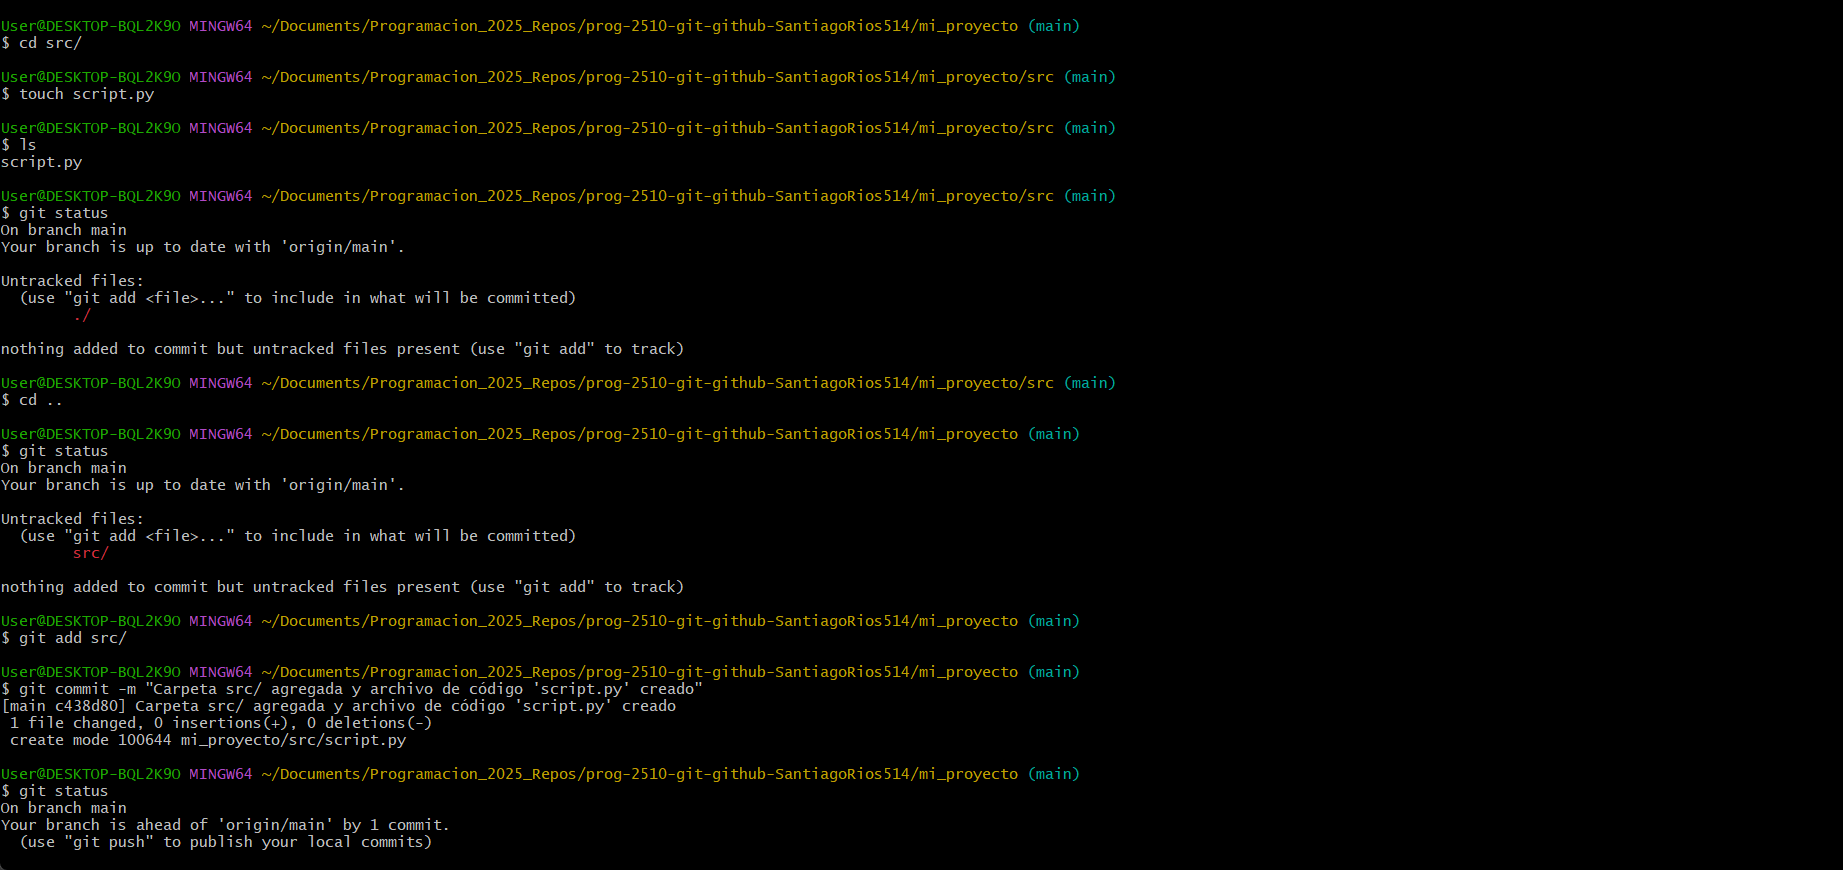 User@DESKTOP-BQL2K9O MINGW64 ~/Documents/Programacion_2025_Repos/prog-2510-git-github-SantiagoRios514/mi_proyecto (main)
$ cd src/
User@DESKTOP-BQL2K9O MINGW64 ~/Documents/Programacion_2025_Repos/prog-2510-git-github-SantiagoRios514/mi_proyecto/src (main)
$ touch script.py
User@DESKTOP-BQL2K9O MINGW64 ~/Documents/Programacion_2025_Repos/prog-2510-git-github-SantiagoRios514/mi_proyecto/src (main)
$ ls
script.py
User@DESKTOP-BQL2K9O MINGW64 ~/Documents/Programacion_2025_Repos/prog-2510-git-github-SantiagoRios514/mi_proyecto/src (main)
$ git status
On branch main
Your branch is up to date with 'origin/main'.
Untracked files:
  (use "git add <file>..." to include in what will be committed)
        ./
nothing added to commit but untracked files present (use "git add" to track)
User@DESKTOP-BQL2K9O MINGW64 ~/Documents/Programacion_2025_Repos/prog-2510-git-github-SantiagoRios514/mi_proyecto/src (main)
$ cd ..
User@DESKTOP-BQL2K9O MINGW64 ~/Documents/Programacion_2025_Repos/prog-2510-git-github-SantiagoRios514/mi_proyecto (main)
$ git status
On branch main
Your branch is up to date with 'origin/main'.
Untracked files:
  (use "git add <file>..." to include in what will be committed)
        src/
nothing added to commit but untracked files present (use "git add" to track)
User@DESKTOP-BQL2K9O MINGW64 ~/Documents/Programacion_2025_Repos/prog-2510-git-github-SantiagoRios514/mi_proyecto (main)
$ git add src/
User@DESKTOP-BQL2K9O MINGW64 ~/Documents/Programacion_2025_Repos/prog-2510-git-github-SantiagoRios514/mi_proyecto (main)
$ git commit -m "Carpeta src/ agregada y archivo de código 'script.py' creado"
[main c438d80] Carpeta src/ agregada y archivo de código 'script.py' creado
 1 file changed, 0 insertions(+), 0 deletions(-)
 create mode 100644 mi_proyecto/src/script.py
User@DESKTOP-BQL2K9O MINGW64 ~/Documents/Programacion_2025_Repos/prog-2510-git-github-SantiagoRios514/mi_proyecto (main)
$ git status
On branch main
Your branch is ahead of 'origin/main' by 1 commit.
  (use "git push" to publish your local commits)